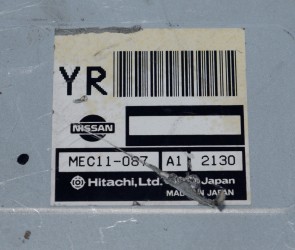 YR
NISSAN
MEC11-087 A1 2130
Hitachi, Ltd. Japan
MADE IN JAPAN